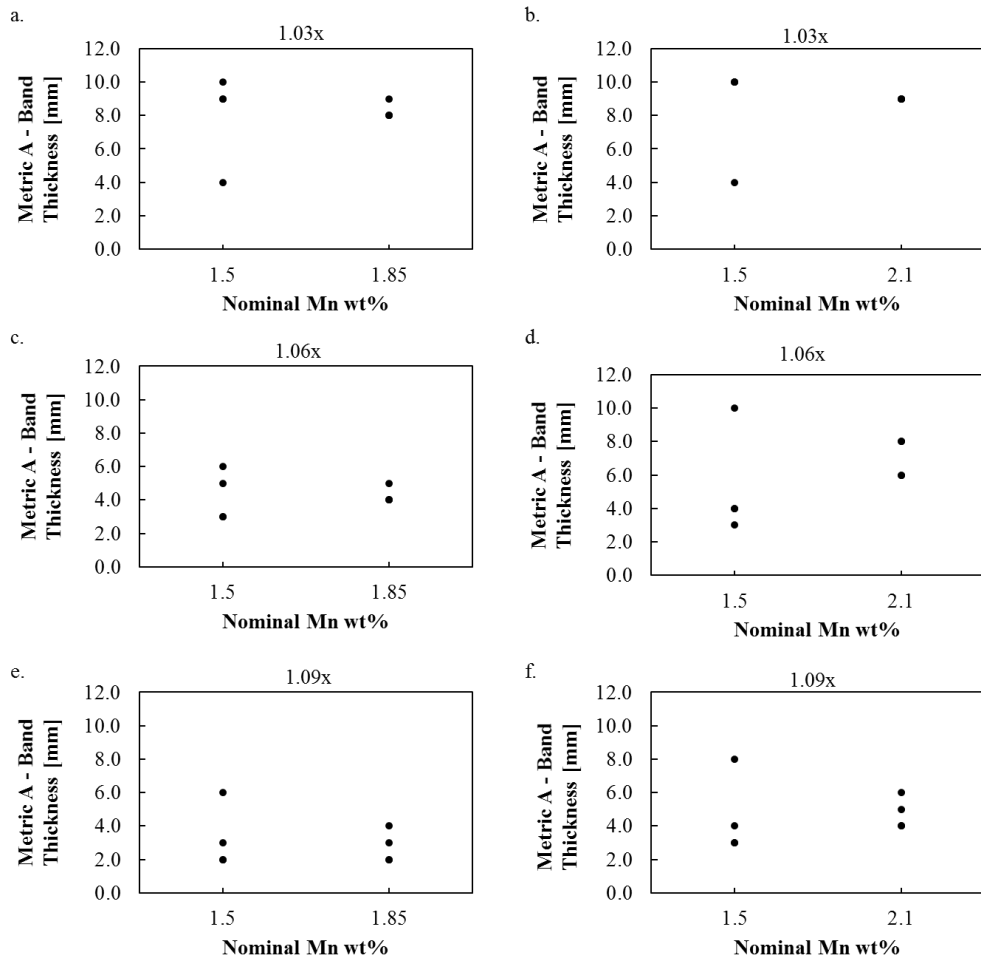 a.
1.03x
Metric A - Band
Thickness [mm]
12.0
10.0
8.0
6.0
4.0
2.0
0.0
1.5 1.85
Nominal Mn wt%
b.
1.03x
Metric A - Band
Thickness [mm]
12.0
10.0
8.0
6.0
4.0
2.0
0.0
1.5 2.1
Nominal Mn wt%
c.
1.06x
Metric A - Band
Thickness [mm]
12.0
10.0
8.0
6.0
4.0
2.0
0.0
1.5 1.85
Nominal Mn wt%
d.
1.06x
Metric A - Band
Thickness [mm]
12.0
10.0
8.0
6.0
4.0
2.0
0.0
1.5 2.1
Nominal Mn wt%
e.
1.09x
Metric A - Band
Thickness [mm]
12.0
10.0
8.0
6.0
4.0
2.0
0.0
1.5 1.85
Nominal Mn wt%
f.
1.09x
Metric A - Band
Thickness [mm]
12.0
10.0
8.0
6.0
4.0
2.0
0.0
1.5 2.1
Nominal Mn wt%